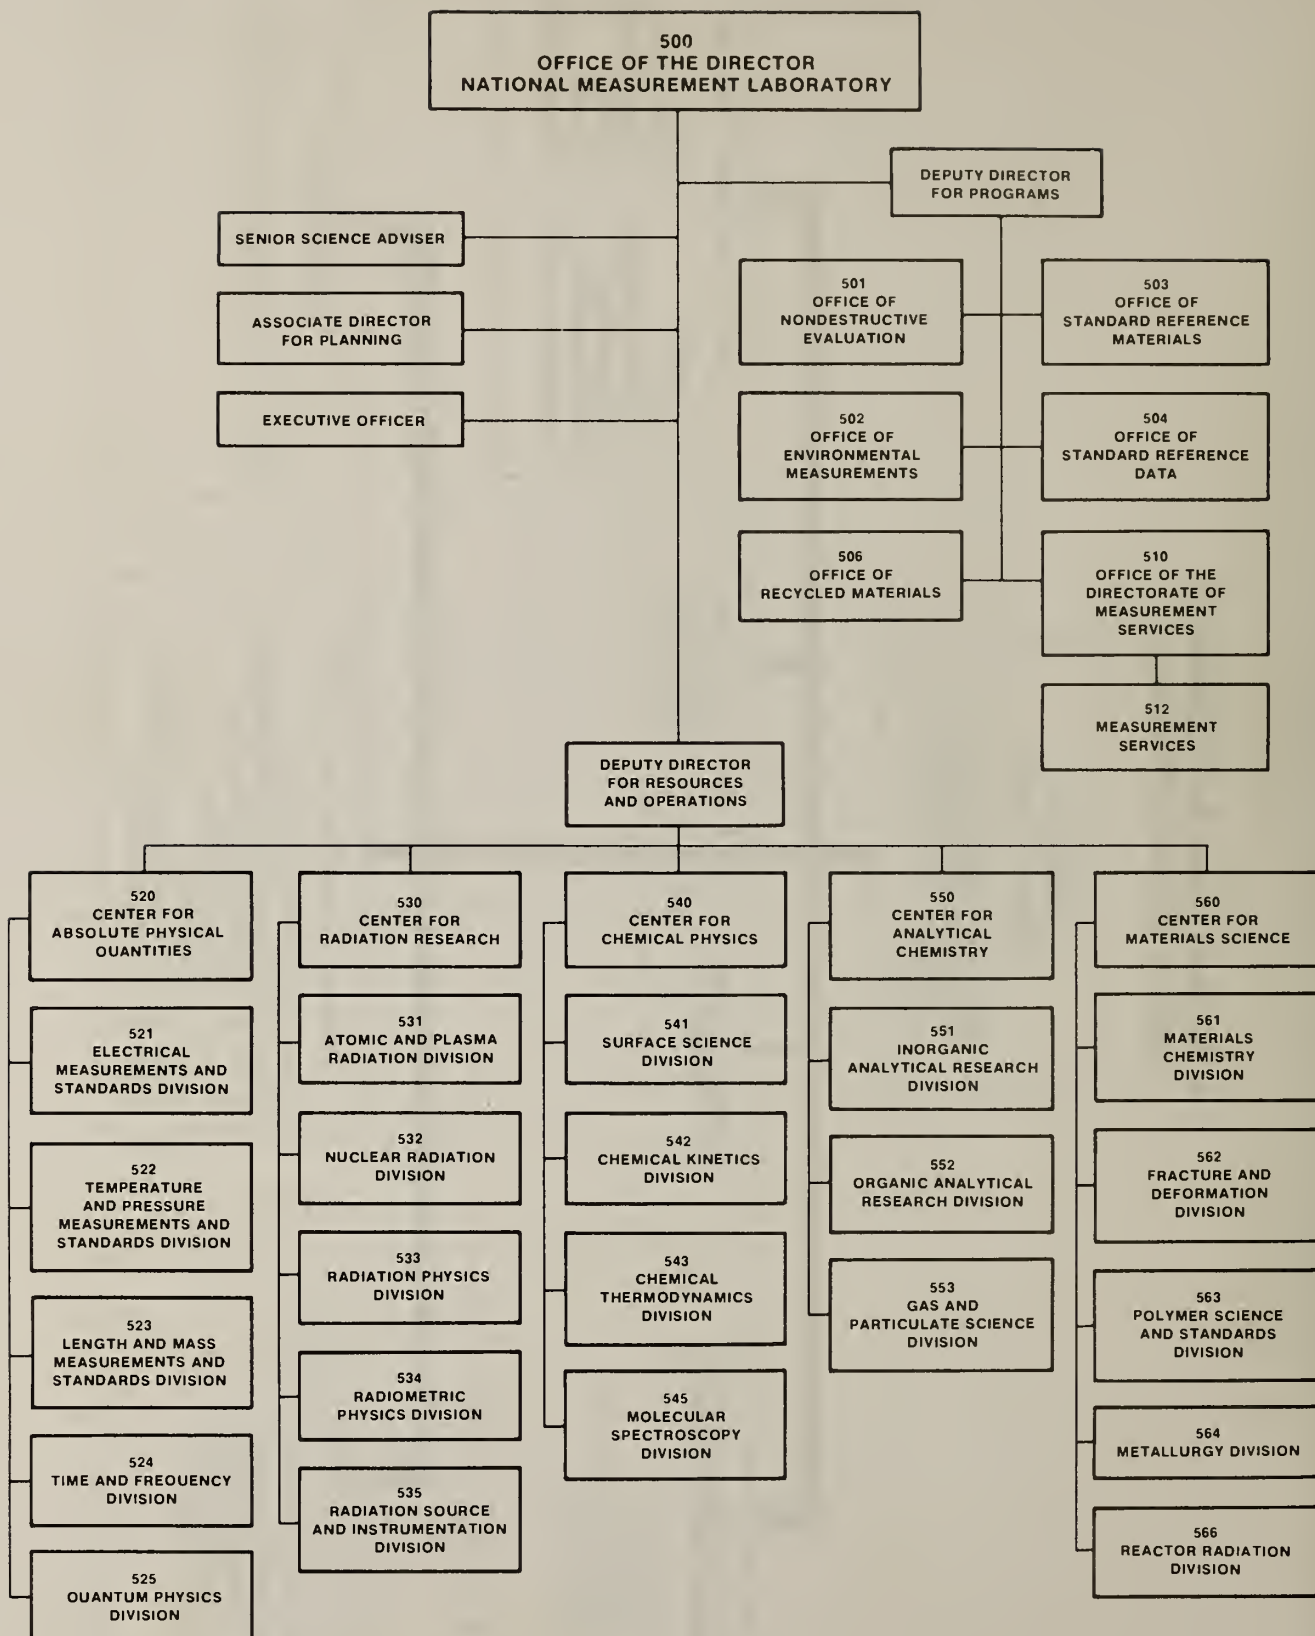 500
OFFICE OF THE DIRECTOR
NATIONAL MEASUREMENT LABORATORY
DEPUTY DIRECTOR
FOR PROGRAMS
SENIOR SCIENCE ADVISER
ASSOCIATE DIRECTOR
FOR PLANNING
EXECUTIVE OFFICER
501
OFFICE OF
NONDESTRUCTIVE
EVALUATION
503
OFFICE OF
STANDARD REFERENCE
MATERIALS
502
OFFICE OF
ENVIRONMENTAL
MEASUREMENTS
504
OFFICE OF
STANDARD REFERENCE
DATA
506
OFFICE OF
RECYCLED MATERIALS
510
OFFICE OF THE
DIRECTORATE OF
MEASUREMENT
SERVICES
512
MEASUREMENT
SERVICES
DEPUTY DIRECTOR
FOR RESOURCES
AND OPERATIONS
520
CENTER FOR
ABSOLUTE PHYSICAL
QUANTITIES
521
ELECTRICAL
MEASUREMENTS AND
STANDARDS DIVISION
522
TEMPERATURE
AND PRESSURE
MEASUREMENTS AND
STANDARDS DIVISION
523
LENGTH AND MASS
MEASUREMENTS AND
STANDARDS DIVISION
524
TIME AND FREQUENCY
DIVISION
525
QUANTUM PHYSICS
DIVISION
530
CENTER FOR
RADIATION RESEARCH
531
ATOMIC AND PLASMA
RADIATION DIVISION
532
NUCLEAR RADIATION
DIVISION
533
RADIATION PHYSICS
DIVISION
534
RADIOMETRIC
PHYSICS DIVISION
535
RADIATION SOURCE
AND INSTRUMENTATION
DIVISION
540
CENTER FOR
CHEMICAL PHYSICS
541
SURFACE SCIENCE
DIVISION
542
CHEMICAL KINETICS
DIVISION
543
CHEMICAL
THERMODYNAMICS
DIVISION
545
MOLECULAR
SPECTROSCOPY
DIVISION
550
CENTER FOR
ANALYTICAL
CHEMISTRY
551
INORGANIC
ANALYTICAL RESEARCH
DIVISION
552
ORGANIC ANALYTICAL
RESEARCH DIVISION
553
GAS AND
PARTICULATE SCIENCE
DIVISION
560
CENTER FOR
MATERIALS SCIENCE
561
MATERIALS
CHEMISTRY
DIVISION
562
FRACTURE AND
DEFORMATION
DIVISION
563
POLYMER SCIENCE
AND STANDARDS
DIVISION
564
METALLURGY DIVISION
566
REACTOR RADIATION
DIVISION